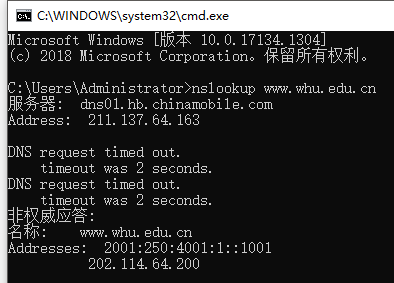 C:\WINDOWS\system32\cmd.exe
Microsoft Windows [版本 10.0.17134.1304]
(c) 2018 Microsoft Corporation。保留所有权利。
C:\Users\Administrator>nslookup www.whu.edu.cn
服务器:  dns01.hb.chinamobile.com
Address:  211.137.64.163
DNS request timed out.
    timeout was 2 seconds.
DNS request timed out.
    timeout was 2 seconds.
非权威应答:
名称:    www.whu.edu.cn
Addresses:  2001:250:4001:1::1001
          202.114.64.200